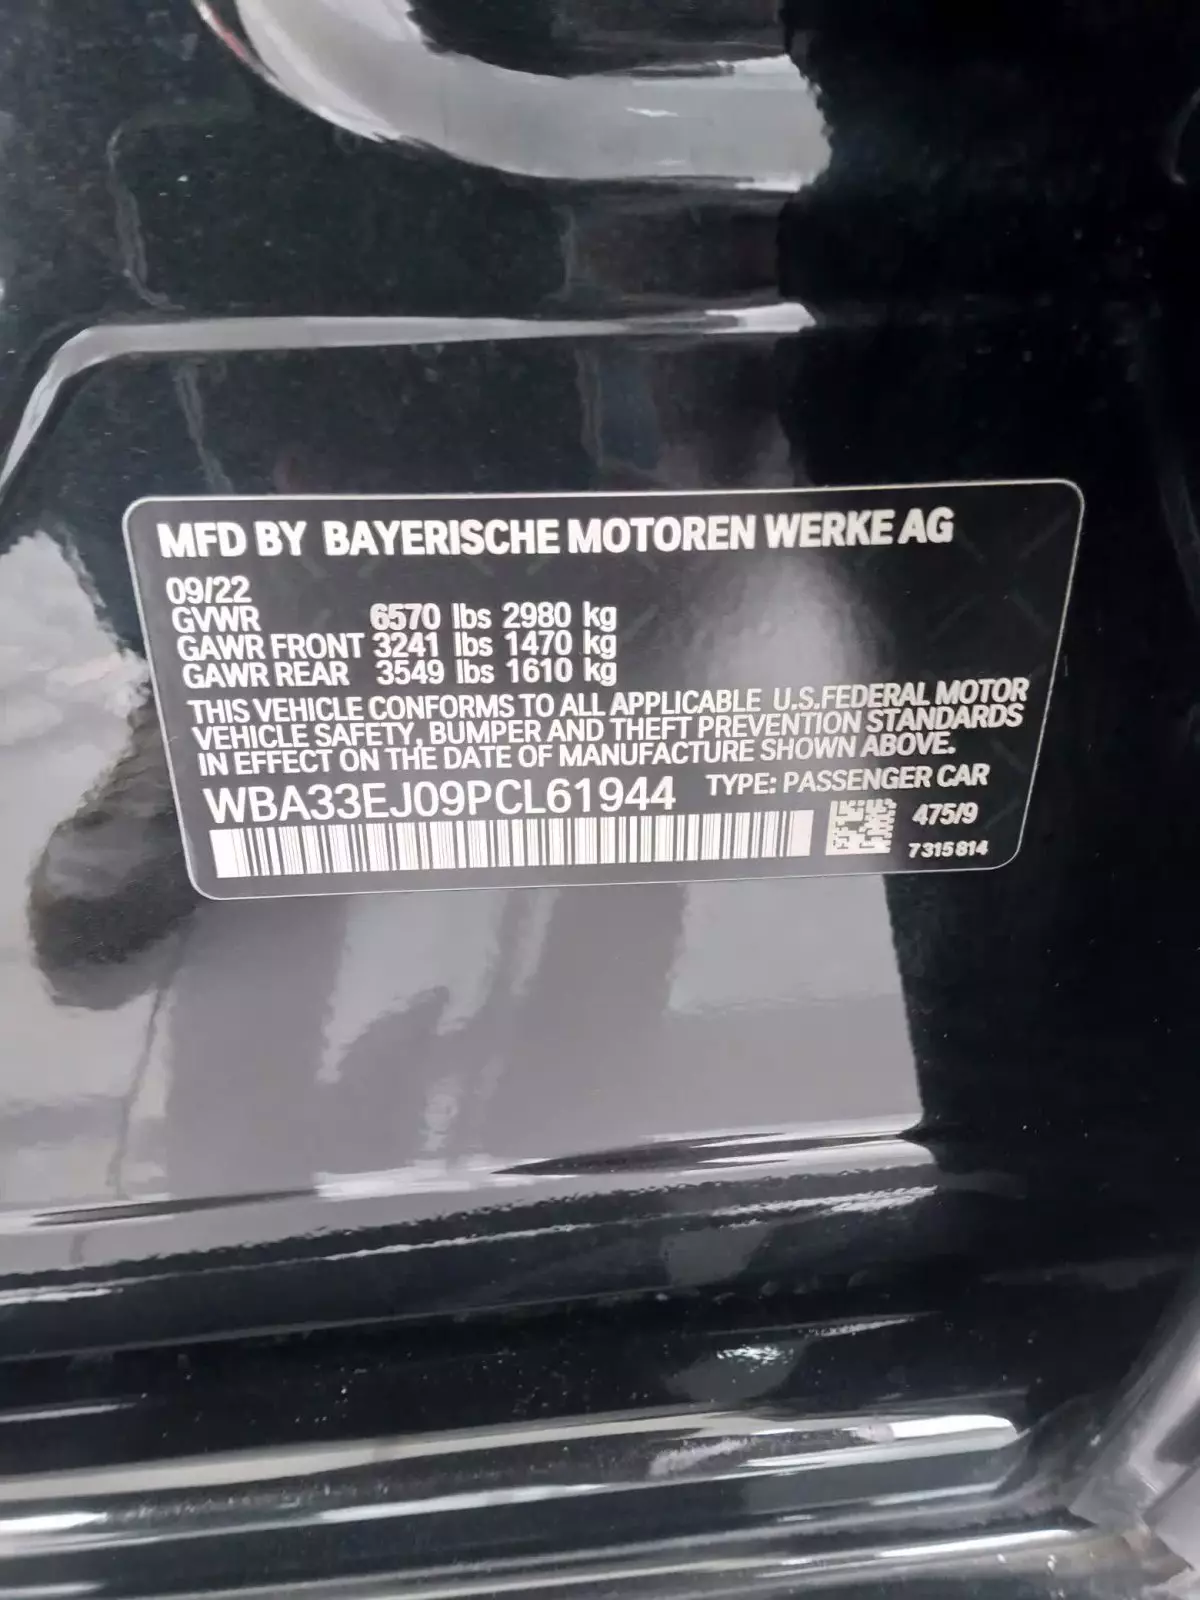 MFD BY BAYERISCHE MOTOREN WERKE AG
09/22
GVWR 6570 lbs 2980 kg
GAWR FRONT 3241 lbs 1470 kg
GAWR REAR 3549 lbs 1610 kg
THIS VEHICLE CONFORMS TO ALL APPLICABLE U.S.FEDERAL MOTOR
VEHICLE SAFETY, BUMPER AND THEFT PREVENTION STANDARDS
IN EFFECT ON THE DATE OF MANUFACTURE SHOWN ABOVE.
WBA33EJ09PCL61944 TYPE: PASSENGER CAR
475/9
7315814